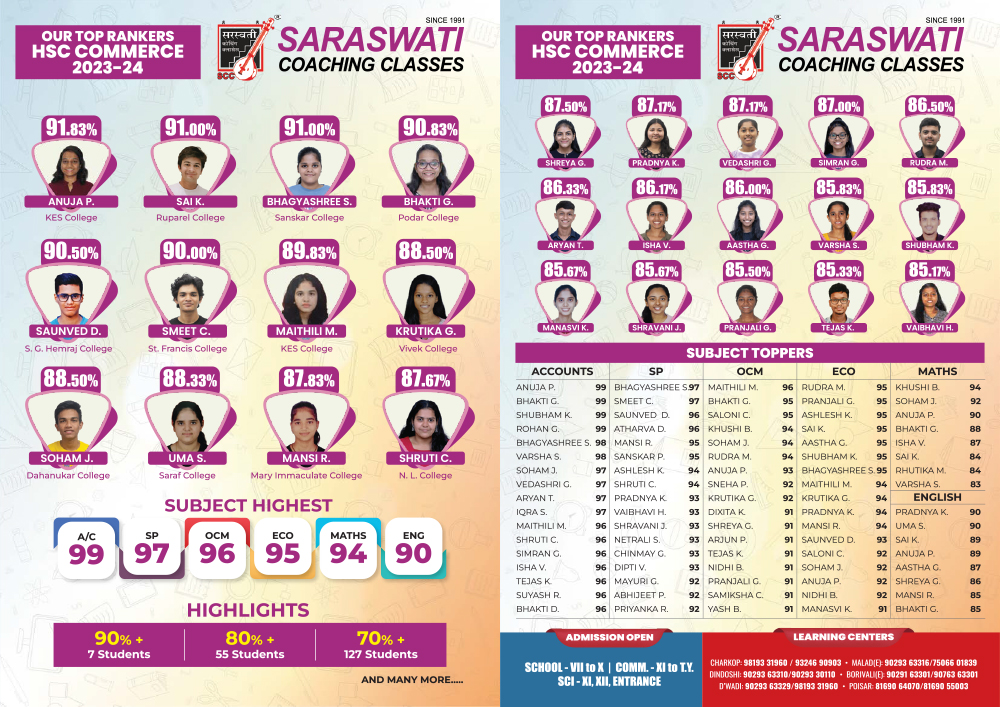 OUR TOP RANKERS
HSC COMMERCE
2023-24
सरस्वती
कोचिंग
क्लासेस
SCC
®
SINCE 1991
SARASWATI
COACHING CLASSES
91.83%
91.00%
91.00%
90.83%
ANUJA P.
SAI K.
BHAGYASHREE S.
BHAKTI G.
KES College
Ruparel College
Sanskar College
Podar College
90.50%
90.00%
89.83%
88.50%
SAUNVED D.
SMEET C.
MAITHILI M.
KRUTIKA G.
S. G. Hemraj College
St. Francis College
KES College
Vivek College
88.50%
88.33%
87.83%
87.67%
SOHAM J.
UMA S.
MANSI R.
SHRUTI C.
Dahanukar College
Saraf College
Mary Immaculate College
N. L. College
SUBJECT HIGHEST
A/C
99
SP
97
OCM
96
ECO
95
MATHS
94
ENG
90
HIGHLIGHTS
90% +
7 Students
80% +
55 Students
70% +
127 Students
AND MANY MORE.....
OUR TOP RANKERS
HSC COMMERCE
2023-24
सरस्वती
कोचिंग
क्लासेस
SCC
®
SINCE 1991
SARASWATI
COACHING CLASSES
87.50%
87.17%
87.17%
87.00%
86.50%
SHREYA G.
PRADNYA K.
VEDASHRI G.
SIMRAN G.
RUDRA M.
86.33%
86.17%
86.00%
85.83%
85.83%
ARYAN T.
ISHA V.
AASTHA G.
VARSHA S.
SHUBHAM K.
85.67%
85.67%
85.50%
85.33%
85.17%
MANASVI K.
SHRAVANI J.
PRANJALI G.
TEJAS K.
VAIBHAVI H.
SUBJECT TOPPERS
ACCOUNTS
ANUJA P. 99
BHAKTI G. 99
SHUBHAM K. 99
ROHAN G. 99
BHAGYASHREE S. 98
VARSHA S. 98
SOHAM J. 97
VEDASHRI G. 97
ARYAN T. 97
IQRA S. 97
MAITHILI M. 96
SHRUTI C. 96
SIMRAN G. 96
ISHA V. 96
TEJAS K. 96
SUYASH R. 96
BHAKTI D. 96
SP
BHAGYASHREE S.97
SMEET C. 97
SAUNVED D. 96
ATHARVA D. 96
MANSI R. 95
SANSKAR P. 95
ASHLESH K. 94
SHRUTI C. 94
PRADNYA K. 93
VAIBHAVI H. 93
SHRAVANI J. 93
NETRALI S. 93
CHINMAY G. 93
DIPTI V. 93
MAYURI G. 92
ABHIJEET P. 92
PRIYANKA R. 92
OCM
MAITHILI M. 96
BHAKTI G. 95
SALONI C. 95
KHUSHI B. 94
SOHAM J. 94
RUDRA M. 94
ANUJA P. 93
SNEHA P. 92
KRUTIKA G. 92
DIXITA K. 91
SHREYA G. 91
ARJUN P. 91
TEJAS K. 91
NIDHI B. 91
PRANJALI G. 91
SAMIKSHA C. 91
YASH B. 91
ECO
RUDRA M. 95
PRANJALI G. 95
ASHLESH K. 95
SAI K. 95
AASTHA G. 95
SHUBHAM K. 95
BHAGYASHREE S.95
MAITHILI M. 94
KRUTIKA G. 94
PRADNYA K. 94
MANSI R. 94
SAUNVED D. 93
SALONI C. 92
SOHAM J. 92
ANUJA P. 92
NIDHI B. 92
MANASVI K. 91
MATHS
KHUSHI B. 94
SOHAM J. 92
ANUJA P. 90
BHAKTI G. 88
ISHA V. 87
SAI K. 84
RHUTIKA M. 84
VARSHA S. 83
ENGLISH
PRADNYA K. 90
UMA S. 90
SAI K. 89
ANUJA P. 89
AASTHA G. 87
SHREYA G. 86
MANSI R. 85
BHAKTI G. 85
ADMISSION OPEN
SCHOOL - VII to X | COMM. - XI to T.Y.
SCI - XI, XII, ENTRANCE
LEARNING CENTERS
CHARKOP: 98193 31960 / 93246 90903 • MALAD(E): 90293 63316/75066 01839
DINDOSHI: 90293 63310/90293 30110 • BORIVALI(E): 90291 63301/90763 63301
D'WADI: 90293 63329/98193 31960 • POISAR: 81690 64070/81690 55003